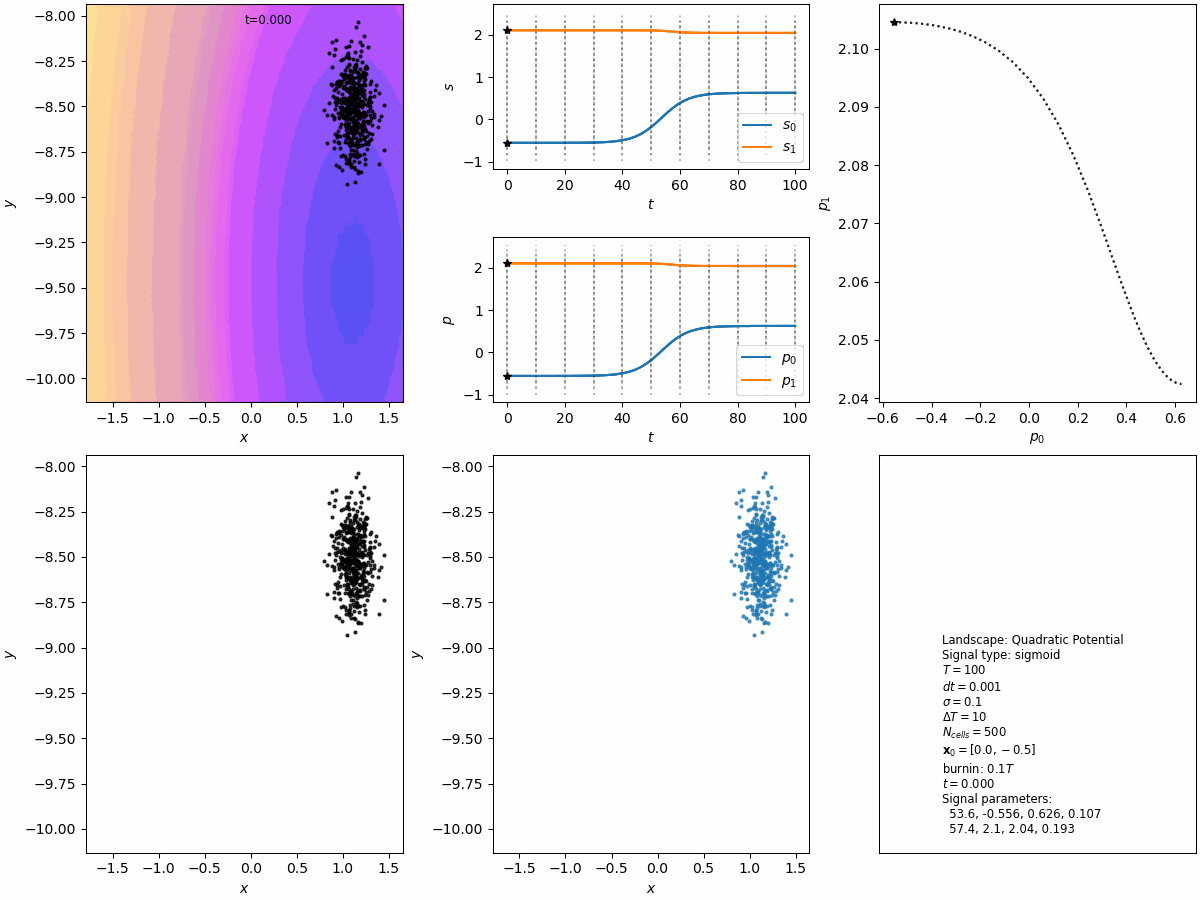 t=0.000
−8.00
−8.25
−8.50
−8.75
−9.00
−9.25
−9.50
−9.75
−10.00
y
−1.5 −1.0 −0.5 0.0 0.5 1.0 1.5
x
2
1
0
−1
s
s0
s1
0 20 40 60 80 100
t
2
1
0
−1
p
p0
p1
0 20 40 60 80 100
t
2.10
2.09
2.08
2.07
2.06
2.05
2.04
p1
−0.6 −0.4 −0.2 0.0 0.2 0.4 0.6
p0
−8.00
−8.25
−8.50
−8.75
−9.00
−9.25
−9.50
−9.75
−10.00
y
−1.5 −1.0 −0.5 0.0 0.5 1.0 1.5
x
−8.00
−8.25
−8.50
−8.75
−9.00
−9.25
−9.50
−9.75
−10.00
y
−1.5 −1.0 −0.5 0.0 0.5 1.0 1.5
x
Landscape: Quadratic Potential
Signal type: sigmoid
T = 100
dt = 0.001
σ = 0.1
ΔT = 10
Ncells = 500
x0 = [0.0, −0.5]
burnin: 0.1T
t = 0.000
Signal parameters:
53.6, -0.556, 0.626, 0.107
57.4, 2.1, 2.04, 0.193